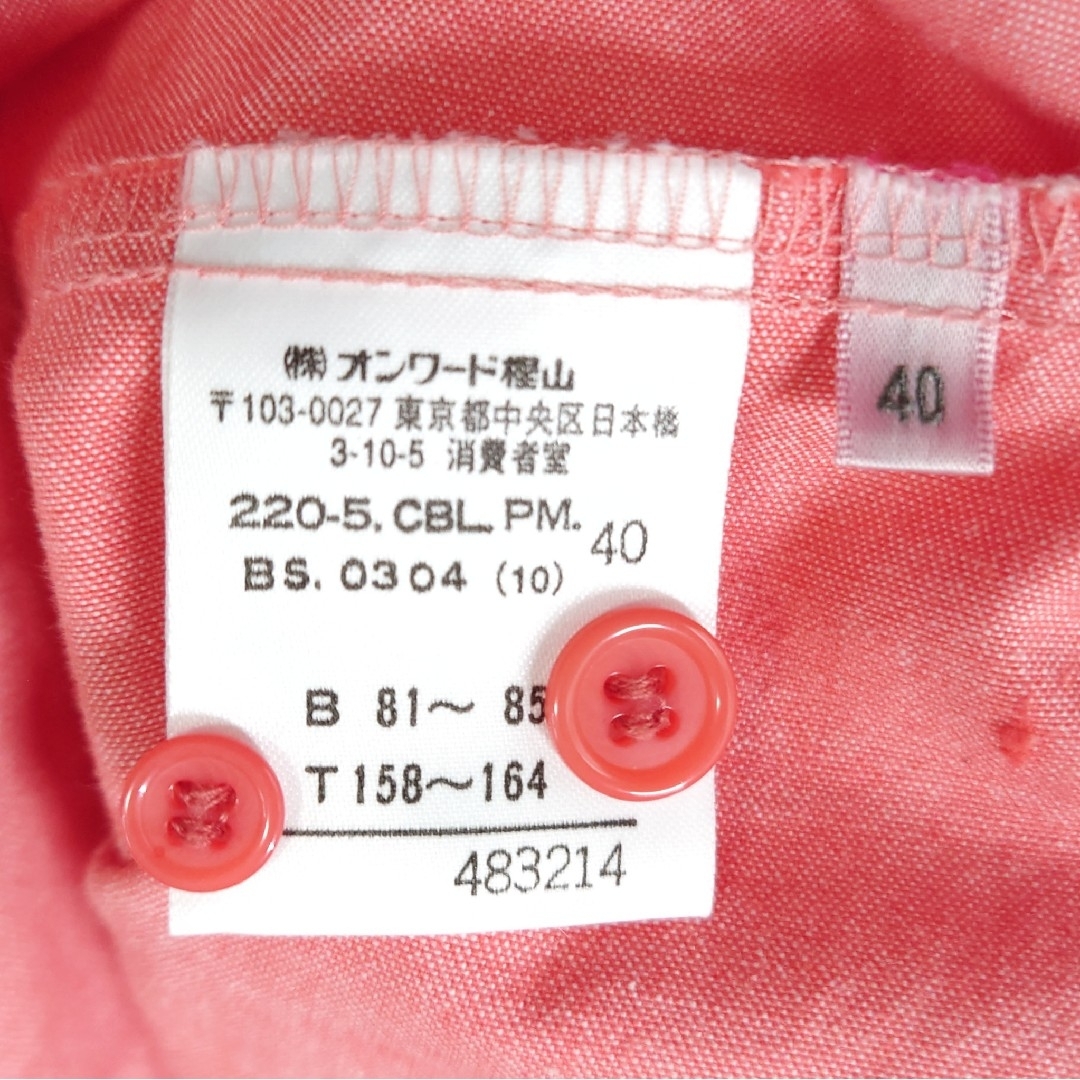 ㈱オンワード樫山
〒103-0027 東京都中央区日本橋
3-10-5 消費者室
220-5. CBL. PM.
40
BS. 0304 (10)
B 81～ 85
T 158～164
483214
40